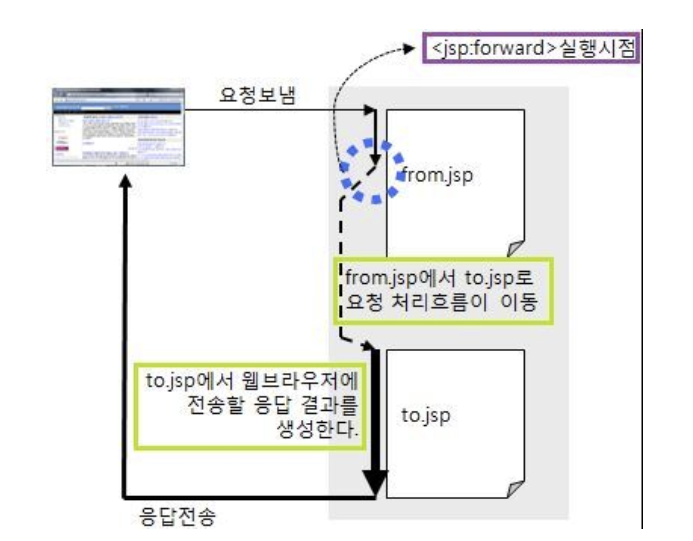 <jsp:forward>실행시점
요청보냄
from.jsp
from.jsp에서 to.jsp로
요청 처리흐름이 이동
to.jsp에서 웹브라우저에
전송할 응답 결과를
생성한다.
to.jsp
응답전송